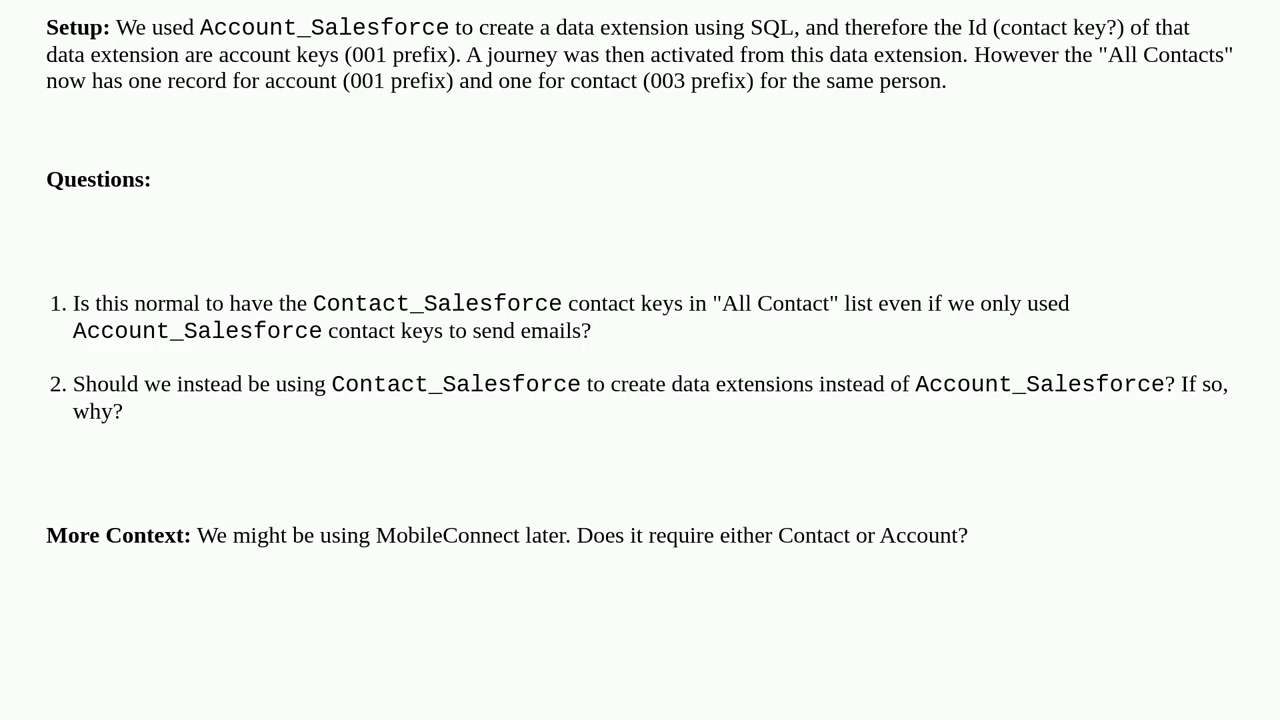 Setup: We used Account_Salesforce to create a data extension using SQL, and therefore the Id (contact key?) of that
data extension are account keys (001 prefix). A journey was then activated from this data extension. However the "All Contacts"
now has one record for account (001 prefix) and one for contact (003 prefix) for the same person.
Questions:
1. Is this normal to have the Contact_Salesforce contact keys in "All Contact" list even if we only used
Account_Salesforce contact keys to send emails?
2. Should we instead be using Contact_Salesforce to create data extensions instead of Account_Salesforce? If so,
why?
More Context: We might be using MobileConnect later. Does it require either Contact or Account?